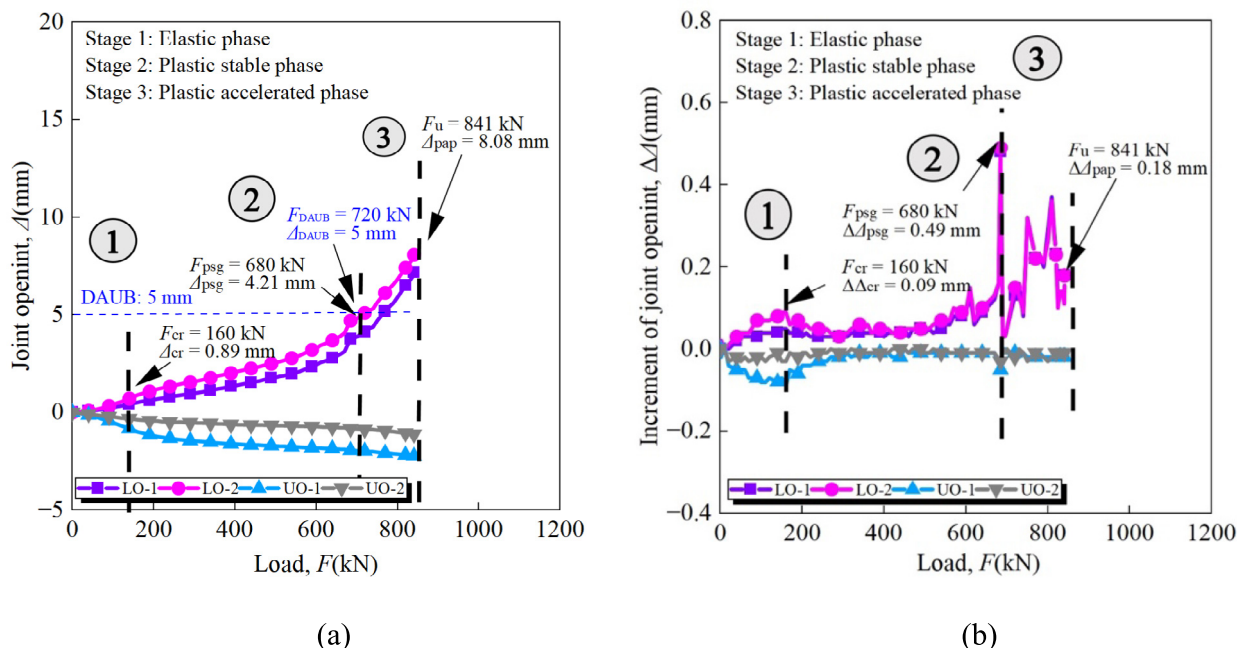 20
15
10
5
0
−5
Joint openint, Δ(mm)
Stage 1: Elastic phase
Stage 2: Plastic stable phase
Stage 3: Plastic accelerated phase
1
2
3
Fu = 841 kN
Δpap = 8.08 mm
FDAUB = 720 kN
ΔDAUB = 5 mm
Fpsg = 680 kN
Δpsg = 4.21 mm
DAUB: 5 mm
Fcr = 160 kN
Δcr = 0.89 mm
LO-1 LO-2 UO-1 UO-2
0 200 400 600 800 1000 1200
Load, F(kN)
(a)
0.8
0.6
0.4
0.2
0.0
−0.2
−0.4
Increment of joint openint, ΔΔ(mm)
Stage 1: Elastic phase
Stage 2: Plastic stable phase
Stage 3: Plastic accelerated phase
3
2
1
Fu = 841 kN
ΔΔpap = 0.18 mm
Fpsg = 680 kN
ΔΔpsg = 0.49 mm
Fcr = 160 kN
ΔΔcr = 0.09 mm
LO-1 LO-2 UO-1 UO-2
0 200 400 600 800 1000 1200
Load, F(kN)
(b)